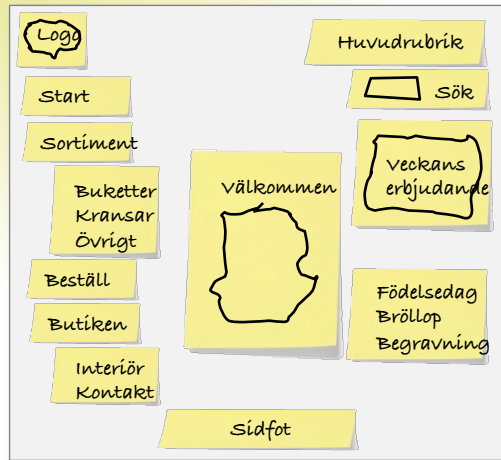 Logo
Huvudrubrik
Start
Sök
Sortiment
Buketter
Kransar
Övrigt
Välkommen
Veckans
erbjudande
Beställ
Butiken
Födelsedag
Bröllop
Begravning
Interiör
Kontakt
Sidfot